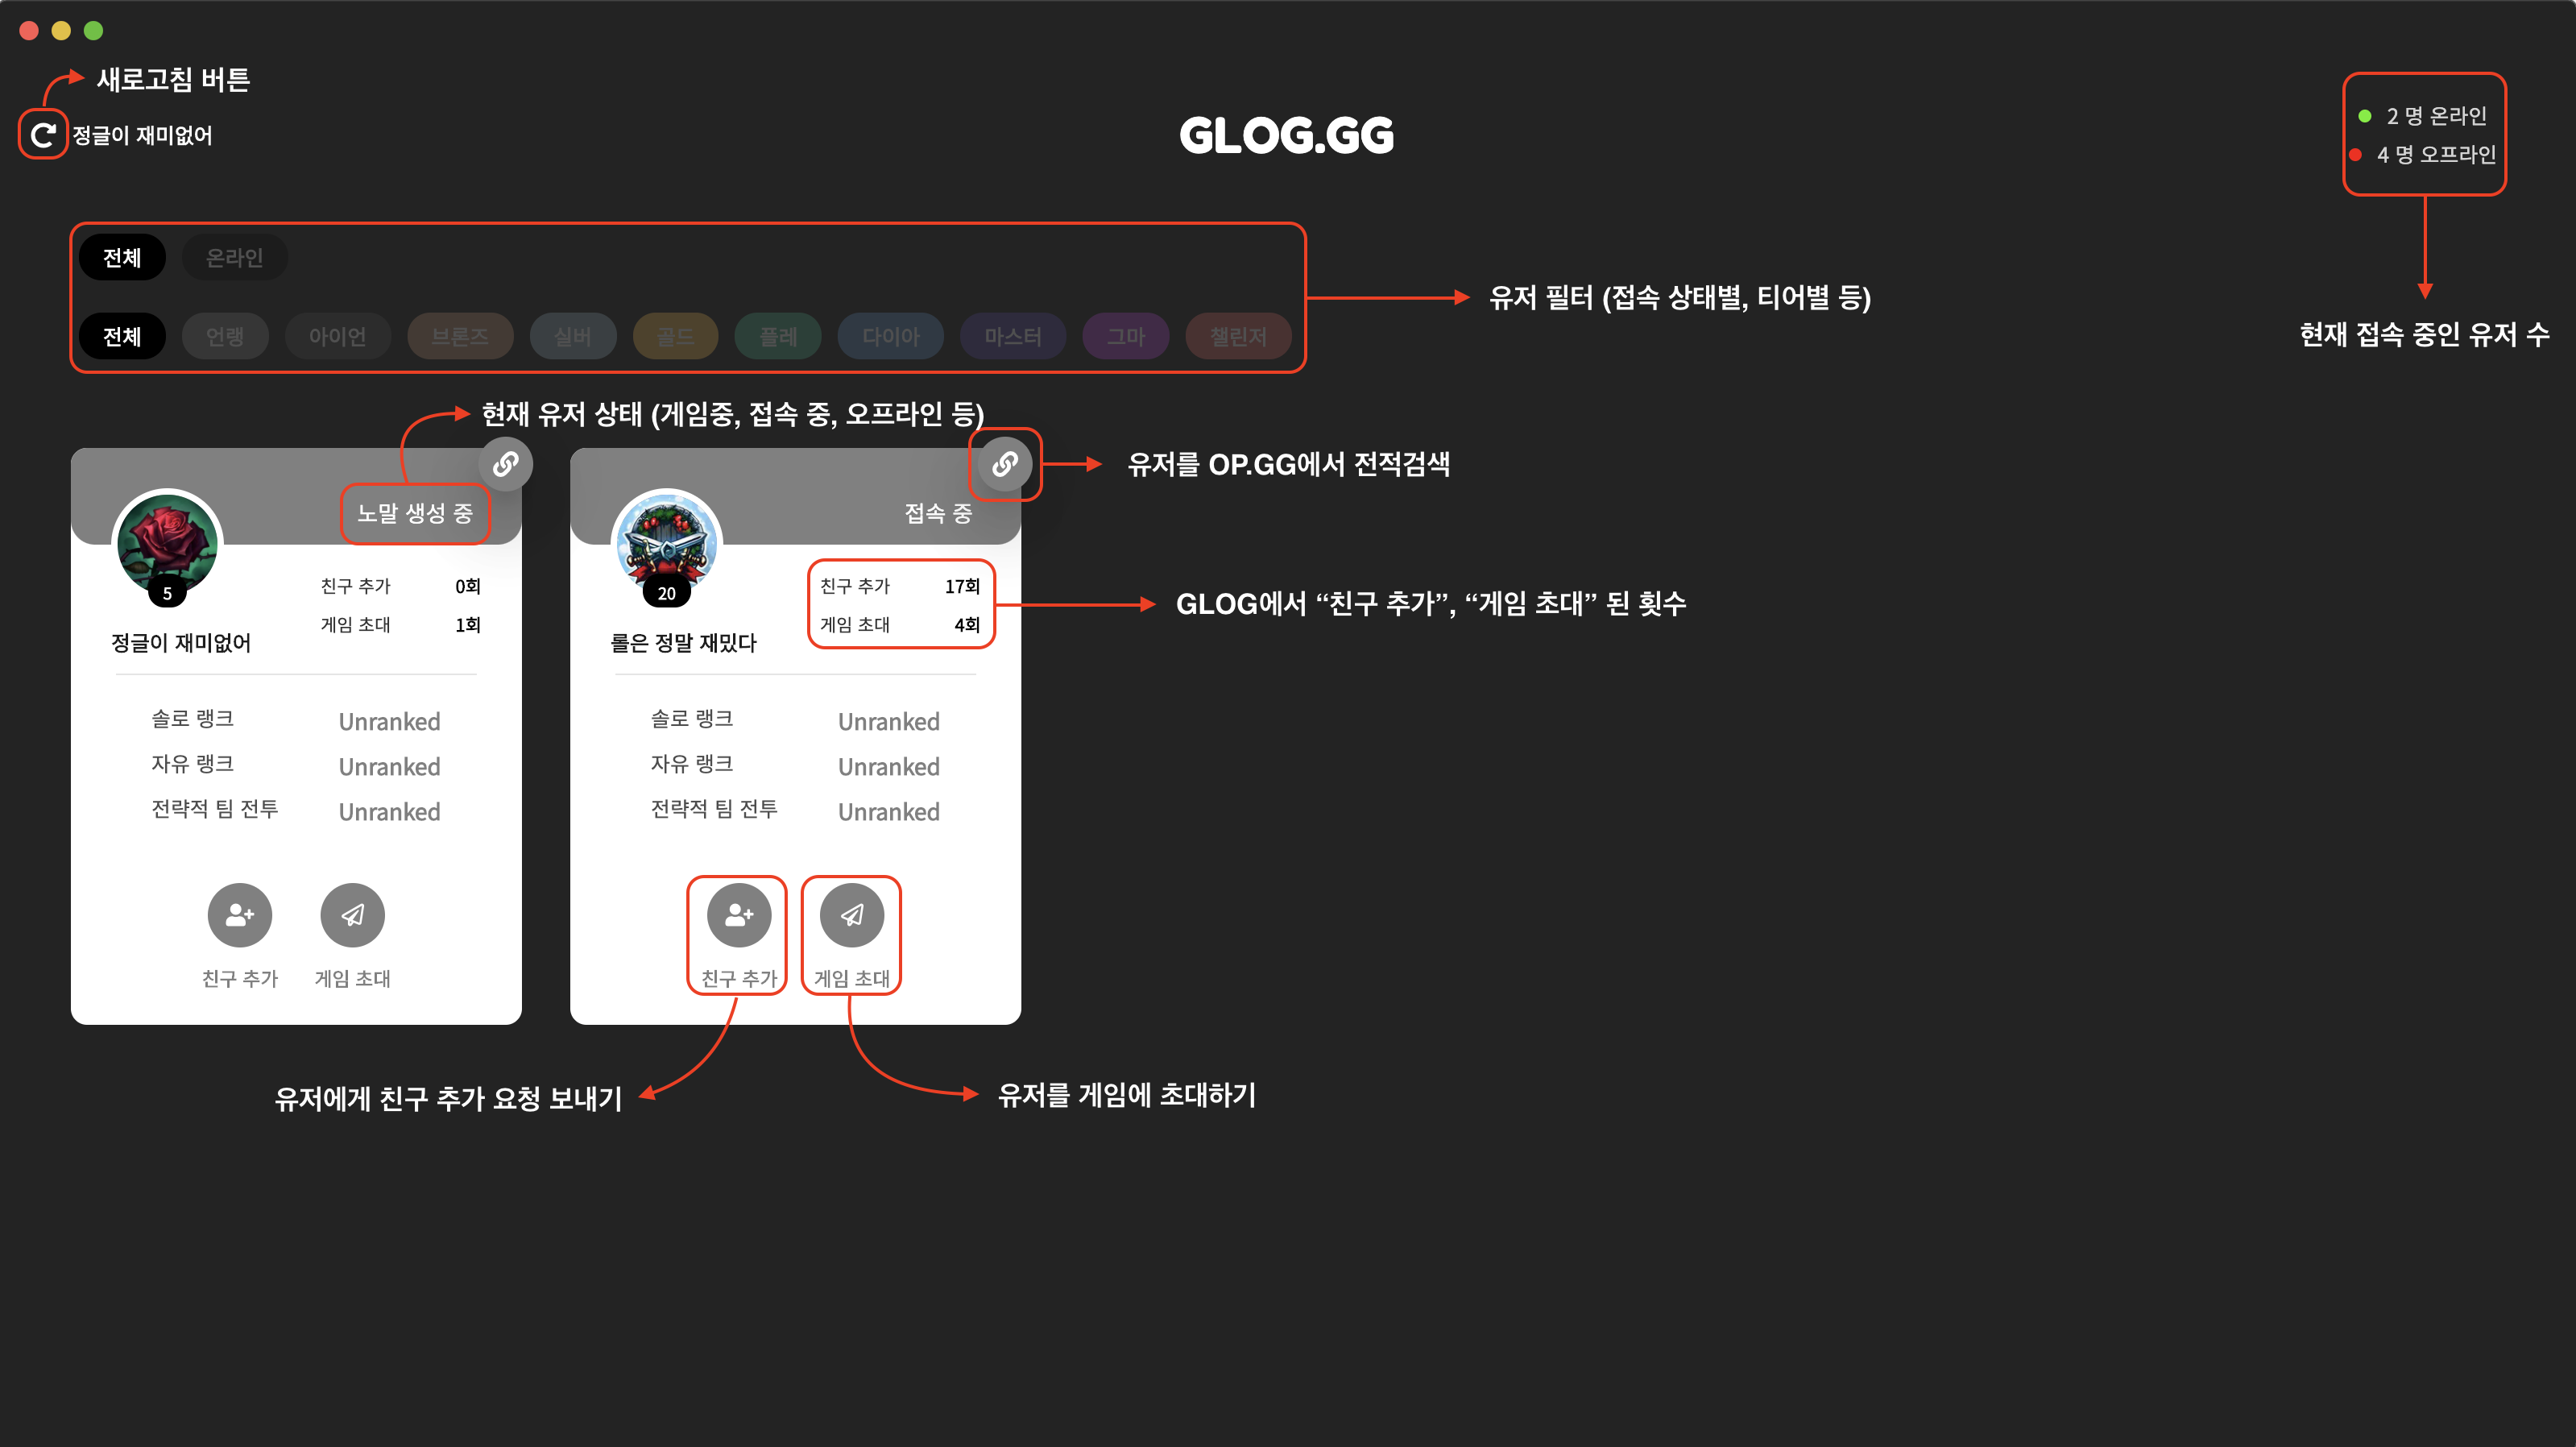 새로고침 버튼
정글이 재미없어
GLOG.GG
2 명 온라인
4 명 오프라인
현재 접속 중인 유저 수
전체 온라인
전체 언랭 아이언 브론즈 실버 골드 플레 다이아 마스터 그마 챌린저
유저 필터 (접속 상태별, 티어별 등)
현재 유저 상태 (게임중, 접속 중, 오프라인 등)
유저를 OP.GG에서 전적검색
노말 생성 중
5
친구 추가 0회
게임 초대 1회
정글이 재미없어
솔로 랭크 Unranked
자유 랭크 Unranked
전략적 팀 전투 Unranked
친구 추가 게임 초대
접속 중
20
친구 추가 17회
게임 초대 4회
롤은 정말 재밌다
솔로 랭크 Unranked
자유 랭크 Unranked
전략적 팀 전투 Unranked
친구 추가 게임 초대
GLOG에서 “친구 추가”, “게임 초대” 된 횟수
유저에게 친구 추가 요청 보내기
유저를 게임에 초대하기